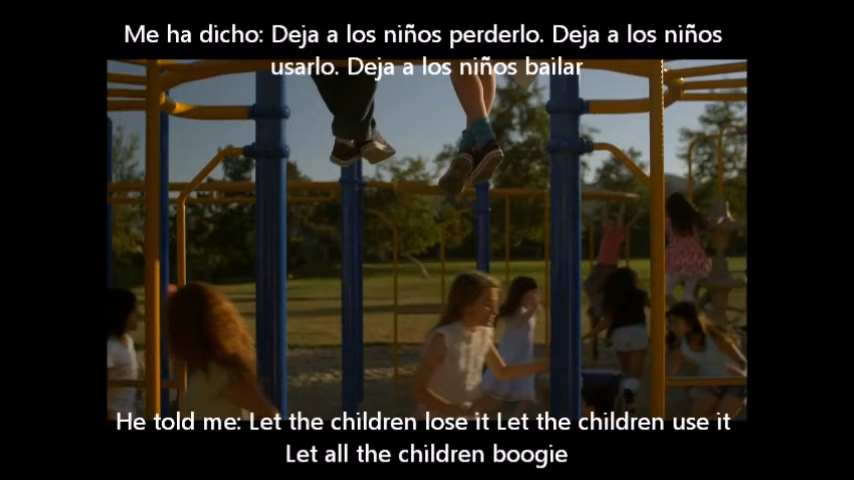 Me ha dicho: Deja a los niños perderlo. Deja a los niños
usarlo. Deja a los niños bailar
He told me: Let the children lose it Let the children use it
Let all the children boogie